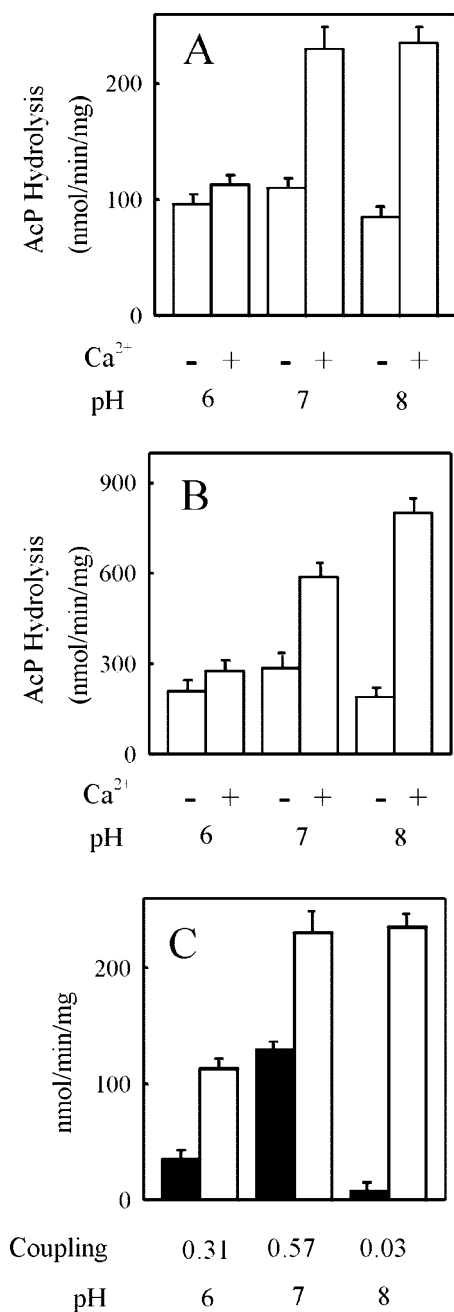 A
AcP Hydrolysis
(nmol/min/mg)
200
100
0
Ca²⁺ - + - + - +
pH 6 7 8
B
AcP Hydrolysis
(nmol/min/mg)
900
600
300
0
Ca²⁺ - + - + - +
pH 6 7 8
C
nmol/min/mg
200
100
0
Coupling 0.31 0.57 0.03
pH 6 7 8